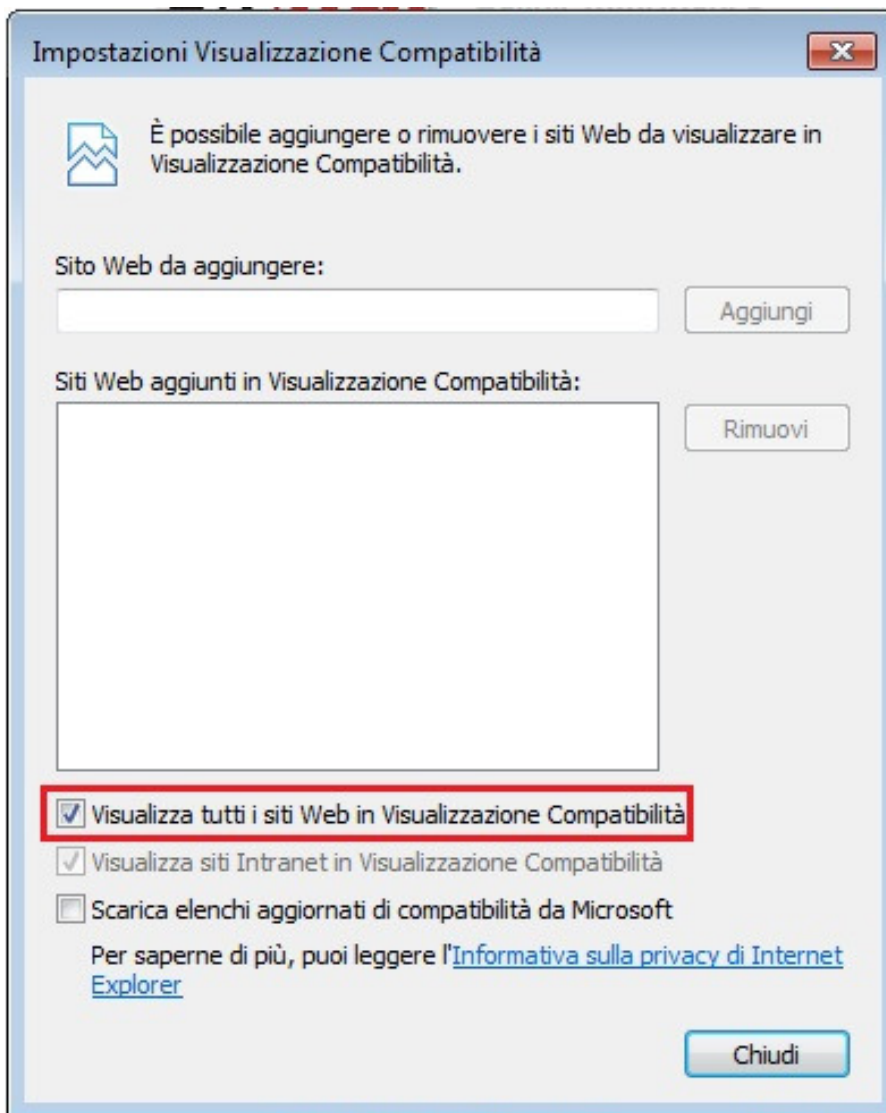 Impostazioni Visualizzazione Compatibilità
È possibile aggiungere o rimuovere i siti Web da visualizzare in
Visualizzazione Compatibilità.
Sito Web da aggiungere:
Aggiungi
Siti Web aggiunti in Visualizzazione Compatibilità:
Rimuovi
Visualizza tutti i siti Web in Visualizzazione Compatibilità
Visualizza siti Intranet in Visualizzazione Compatibilità
Scarica elenchi aggiornati di compatibilità da Microsoft
Per saperne di più, puoi leggere l'Informativa sulla privacy di Internet
Explorer
Chiudi